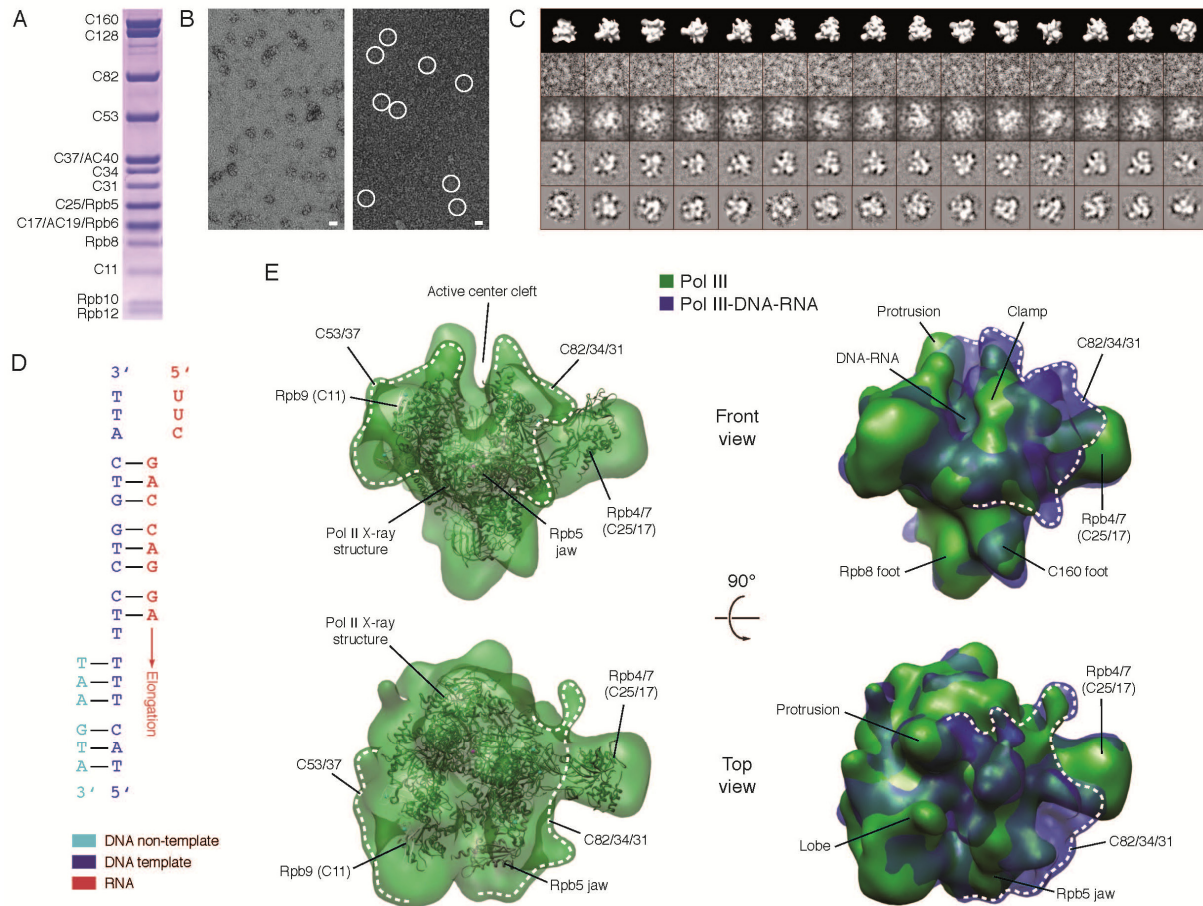 A
C160
C128
C82
C53
C37/AC40
C34
C31
C25/Rpb5
C17/AC19/Rpb6
Rpb8
C11
Rpb10
Rpb12
B
C
D
3‘ 5‘
T U
T U
A C
C G
T A
G C
G C
T A
C G
C G
T A
T
T T
A T
A T
G C
T A
A T
3‘ 5‘
Elongation
DNA non-template
DNA template
RNA
E
Active center cleft
C53/37
C82/34/31
Rpb9 (C11)
Pol II X-ray
structure
Rpb5
jaw
Rpb4/7
(C25/17)
Pol III
Pol III-DNA-RNA
Protrusion
Clamp
DNA-RNA
C82/34/31
Front
view
Rpb4/7
(C25/17)
Rpb8 foot
C160 foot
90°
Pol II X-ray
structure
Rpb4/7
(C25/17)
C53/37
C82/34/31
Rpb9 (C11)
Rpb5 jaw
Top
view
Rpb4/7
(C25/17)
Protrusion
Lobe
C82/34/31
Rpb5 jaw